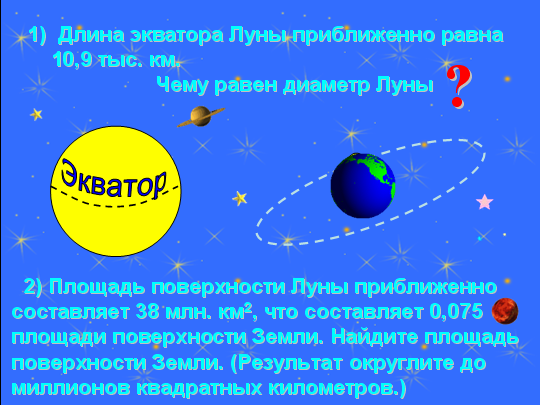 1) Длина экватора Луны приближенно равна
10,9 тыс. км.
Чему равен диаметр Луны
?
Экватор
2) Площадь поверхности Луны приближенно
составляет 38 млн. км², что составляет 0,075
площади поверхности Земли. Найдите площадь
поверхности Земли. (Результат округлите до
миллионов квадратных километров.)